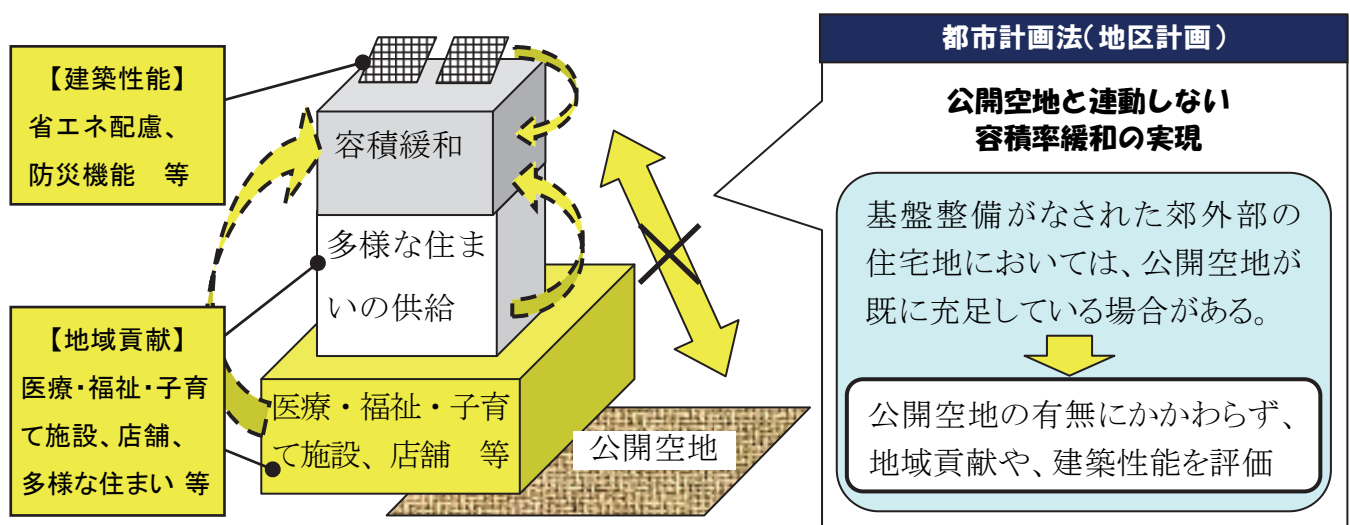 【建築性能】
省エネ配慮、
防災機能　等
【地域貢献】
医療・福祉・子育
て施設、店舗、
多様な住まい 等
容積緩和
多様な住ま
いの供給
医療・福祉・子育
て施設、店舗　等
公開空地
都市計画法(地区計画)
公開空地と連動しない
容積率緩和の実現
基盤整備がなされた郊外部の
住宅地においては、公開空地が
既に充足している場合がある。
公開空地の有無にかかわらず、
地域貢献や、建築性能を評価